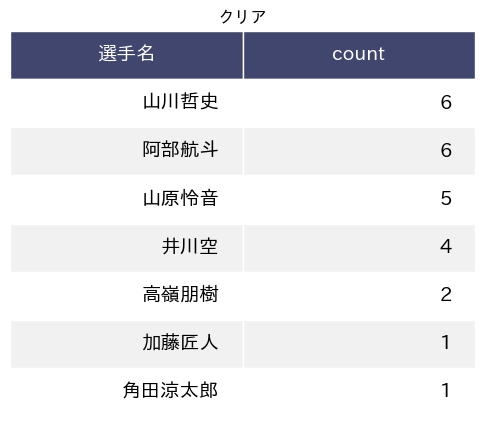 クリア
選手名 count
山川哲史 6
阿部航斗 6
山原怜音 5
井川空 4
高嶺朋樹 2
加藤匠人 1
角田涼太郎 1